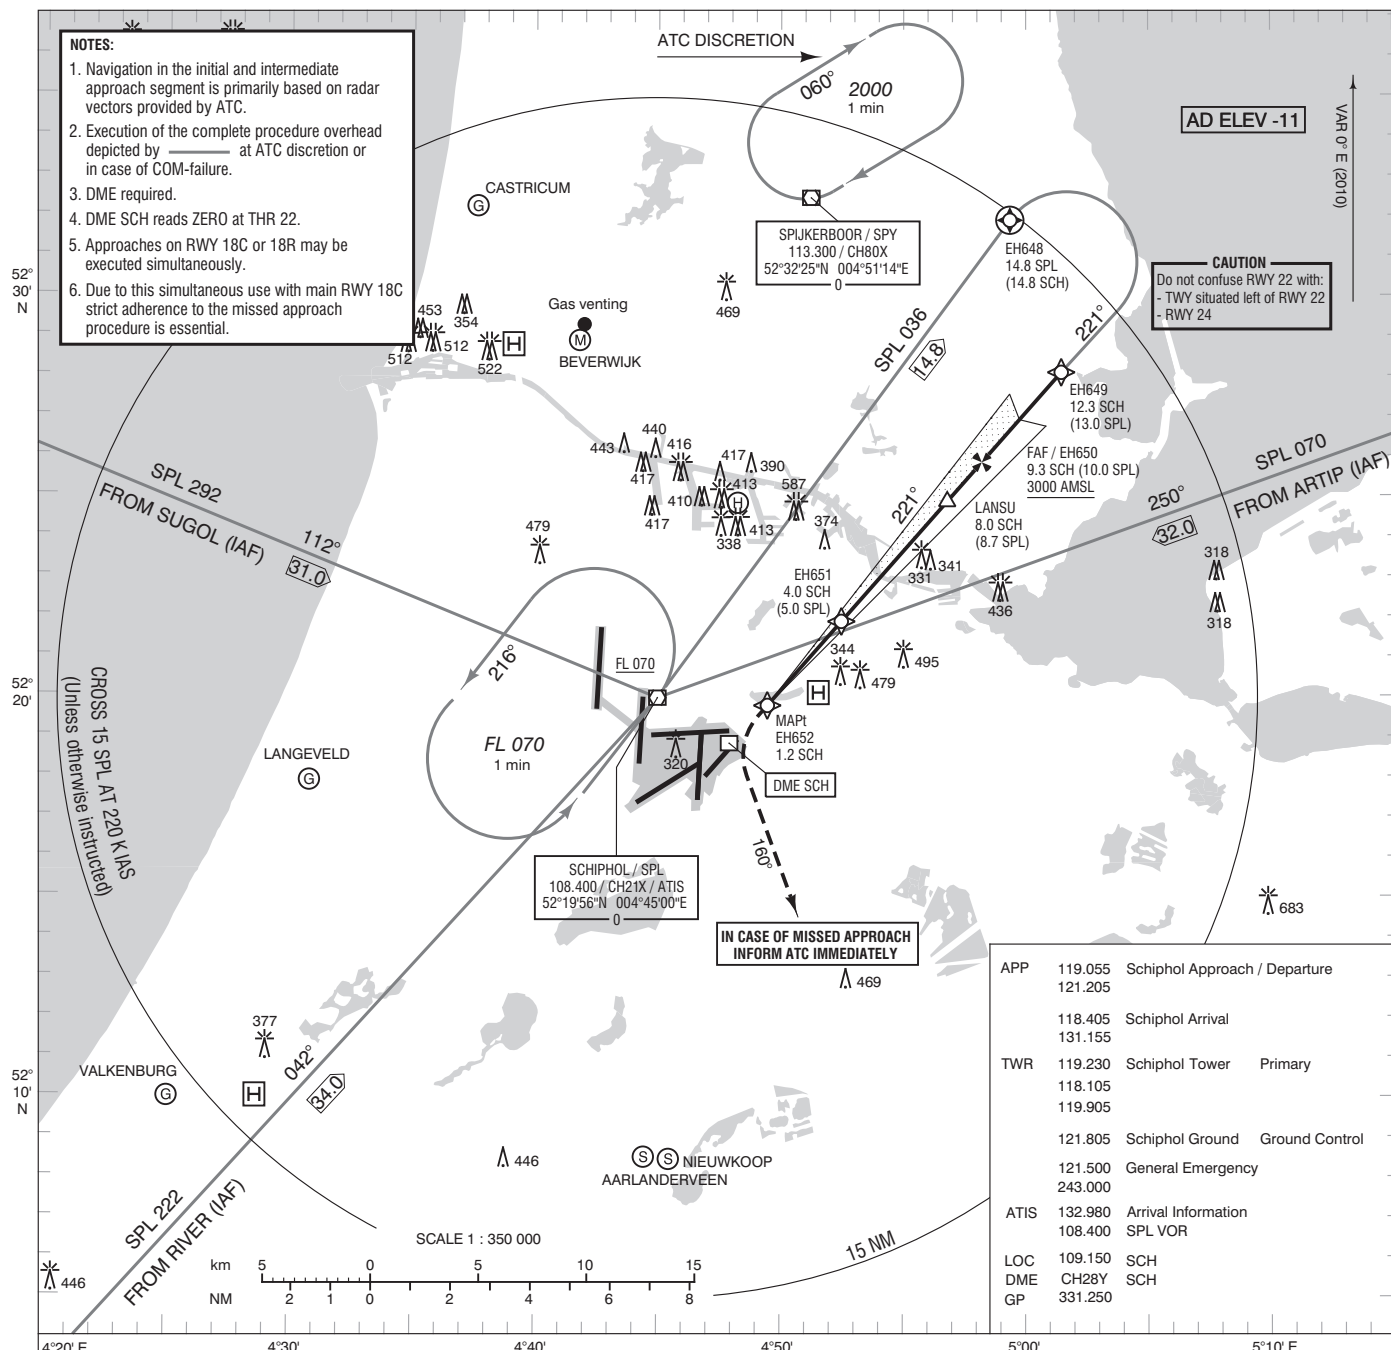 NOTES:
1. Navigation in the initial and intermediate
approach segment is primarily based on radar
vectors provided by ATC.
2. Execution of the complete procedure overhead
depicted by at ATC discretion or
in case of COM-failure.
3. DME required.
4. DME SCH reads ZERO at THR 22.
5. Approaches on RWY 18C or 18R may be
executed simultaneously.
6. Due to this simultaneous use with main RWY 18C
strict adherence to the missed approach
procedure is essential.
ATC DISCRETION
060°
2000
1 min
AD ELEV -11
VAR 0° E (2010)
CASTRICUM
G
SPIJKERBOOR / SPY
113.300 / CH80X
52°32'25"N 004°51'14"E
0
EH648
14.8 SPL
(14.8 SCH)
CAUTION
Do not confuse RWY 22 with:
- TWY situated left of RWY 22
- RWY 24
52°
30'
N
453
354
512
512
522
H
Gas venting
M
BEVERWIJK
469
SPL 036
14.8
221°
EH649
12.3 SCH
(13.0 SPL)
FAF / EH650
9.3 SCH (10.0 SPL)
3000 AMSL
LANSU
8.0 SCH
(8.7 SPL)
221°
443
440
416
417
390
417
410
413
H
587
417
338
413
374
479
SPL 292
FROM SUGOL (IAF)
112°
31.0
SPL 070
FROM ARTIP (IAF)
250°
32.0
EH651
4.0 SCH
(5.0 SPL)
331
341
436
318
318
344
479
495
H
52°
20'
216°
FL 070
FL 070
1 min
CROSS 15 SPL AT 220 K IAS
(Unless otherwise instructed)
LANGEVELD
G
320
MAPt
EH652
1.2 SCH
DME SCH
160°
SCHIPHOL / SPL
108.400 / CH21X / ATIS
52°19'56"N 004°45'00"E
0
IN CASE OF MISSED APPROACH
INFORM ATC IMMEDIATELY
469
683
377
VALKENBURG
G
H
042°
34.0
52°
10'
N
446
S
S
NIEUWKOOP
AARLANDERVEEN
SPL 222
FROM RIVER (IAF)
446
15 NM
SCALE 1 : 350 000
km 5 0 5 10 15
NM 2 1 0 2 4 6 8
APP 119.055 Schiphol Approach / Departure
121.205
118.405 Schiphol Arrival
131.155
TWR 119.230 Schiphol Tower Primary
118.105
119.905
121.805 Schiphol Ground Ground Control
121.500 General Emergency
243.000
ATIS 132.980 Arrival Information
108.400 SPL VOR
LOC 109.150 SCH
DME CH28Y SCH
GP 331.250
4°20' E 4°30' 4°50' 5°00' 5°10' E